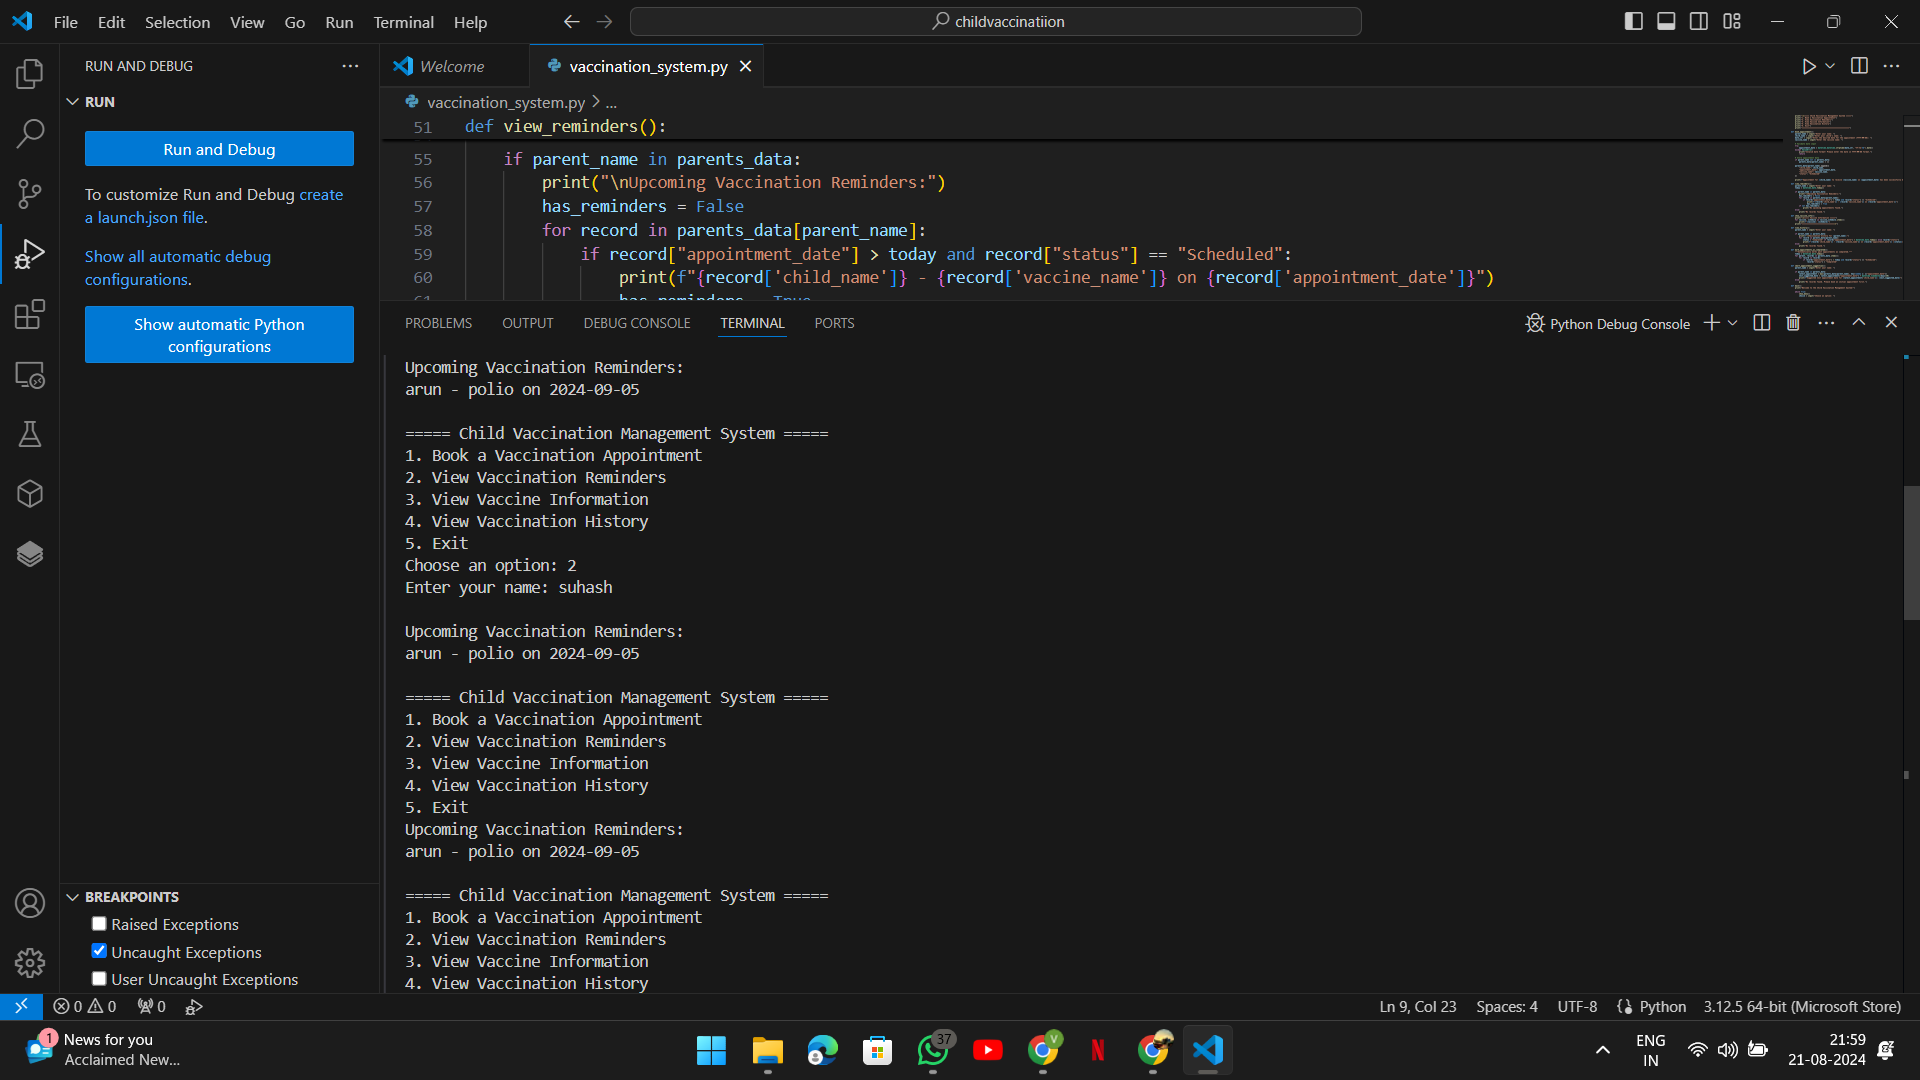 File Edit Selection View Go Run Terminal Help
childvaccinatiion
RUN AND DEBUG
RUN
Run and Debug
To customize Run and Debug create
a launch.json file.
Show all automatic debug
configurations.
Show automatic Python
configurations
BREAKPOINTS
Raised Exceptions
Uncaught Exceptions
User Uncaught Exceptions
Welcome
vaccination_system.py
vaccination_system.py > ...
51 def view_reminders():
55 if parent_name in parents_data:
56 print("\nUpcoming Vaccination Reminders:")
57 has_reminders = False
58 for record in parents_data[parent_name]:
59 if record["appointment_date"] > today and record["status"] == "Scheduled":
60 print(f"{record['child_name']} - {record['vaccine_name']} on {record['appointment_date']}")
61 has_reminders = True
PROBLEMS OUTPUT DEBUG CONSOLE TERMINAL PORTS
Python Debug Console
Upcoming Vaccination Reminders:
arun - polio on 2024-09-05
===== Child Vaccination Management System =====
1. Book a Vaccination Appointment
2. View Vaccination Reminders
3. View Vaccine Information
4. View Vaccination History
5. Exit
Choose an option: 2
Enter your name: suhash
Upcoming Vaccination Reminders:
arun - polio on 2024-09-05
===== Child Vaccination Management System =====
1. Book a Vaccination Appointment
2. View Vaccination Reminders
3. View Vaccine Information
4. View Vaccination History
5. Exit
Upcoming Vaccination Reminders:
arun - polio on 2024-09-05
===== Child Vaccination Management System =====
1. Book a Vaccination Appointment
2. View Vaccination Reminders
3. View Vaccine Information
4. View Vaccination History
0 0 0
Ln 9, Col 23 Spaces: 4 UTF-8 {} Python 3.12.5 64-bit (Microsoft Store)
1
News for you
Acclaimed New...
37
V
N
ENG
IN
21:59
21-08-2024